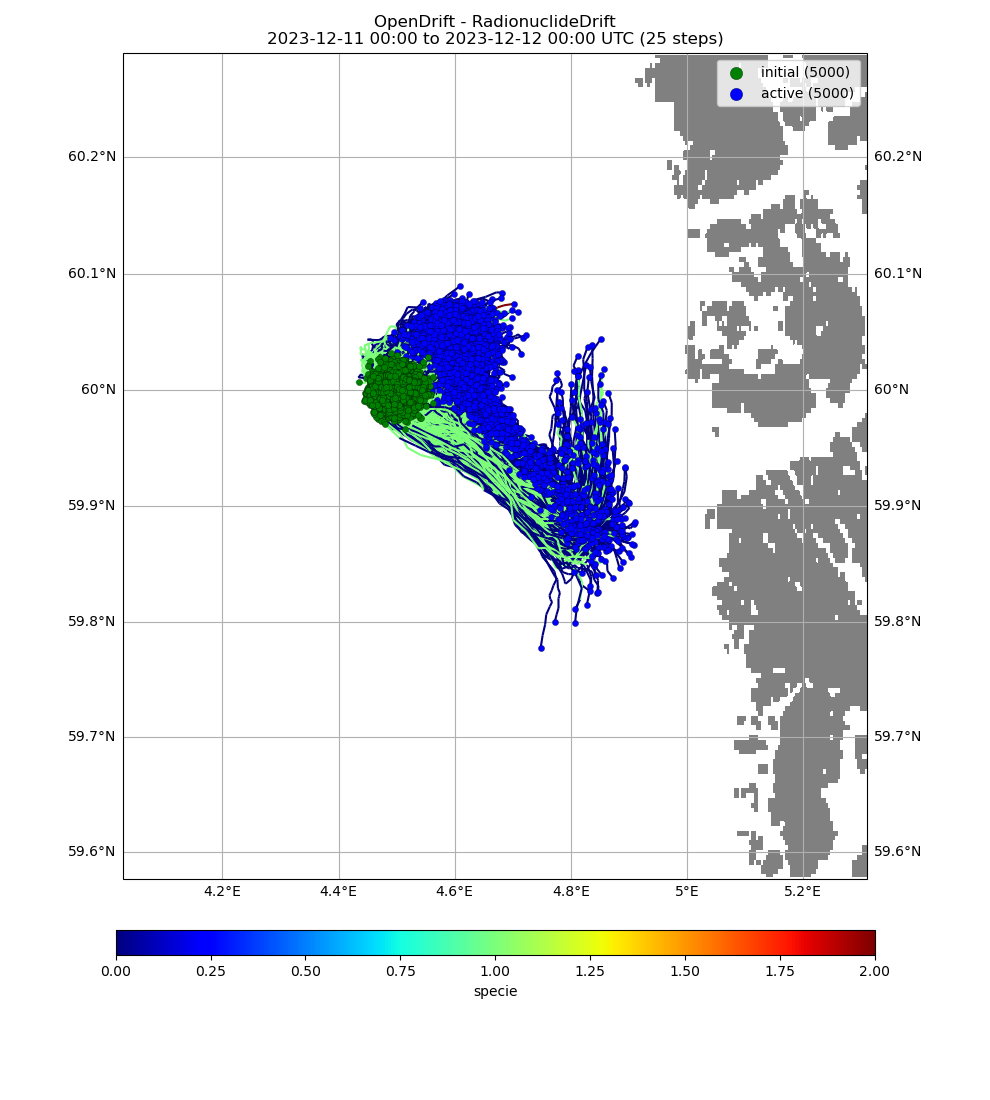 OpenDrift - RadionuclideDrift
2023-12-11 00:00 to 2023-12-12 00:00 UTC (25 steps)
initial (5000)
active (5000)
60.2°N
60.2°N
60.1°N
60.1°N
60°N
60°N
59.9°N
59.9°N
59.8°N
59.8°N
59.7°N
59.7°N
59.6°N
59.6°N
4.2°E 4.4°E 4.6°E 4.8°E 5°E 5.2°E
0.00 0.25 0.50 0.75 1.00 1.25 1.50 1.75 2.00
specie